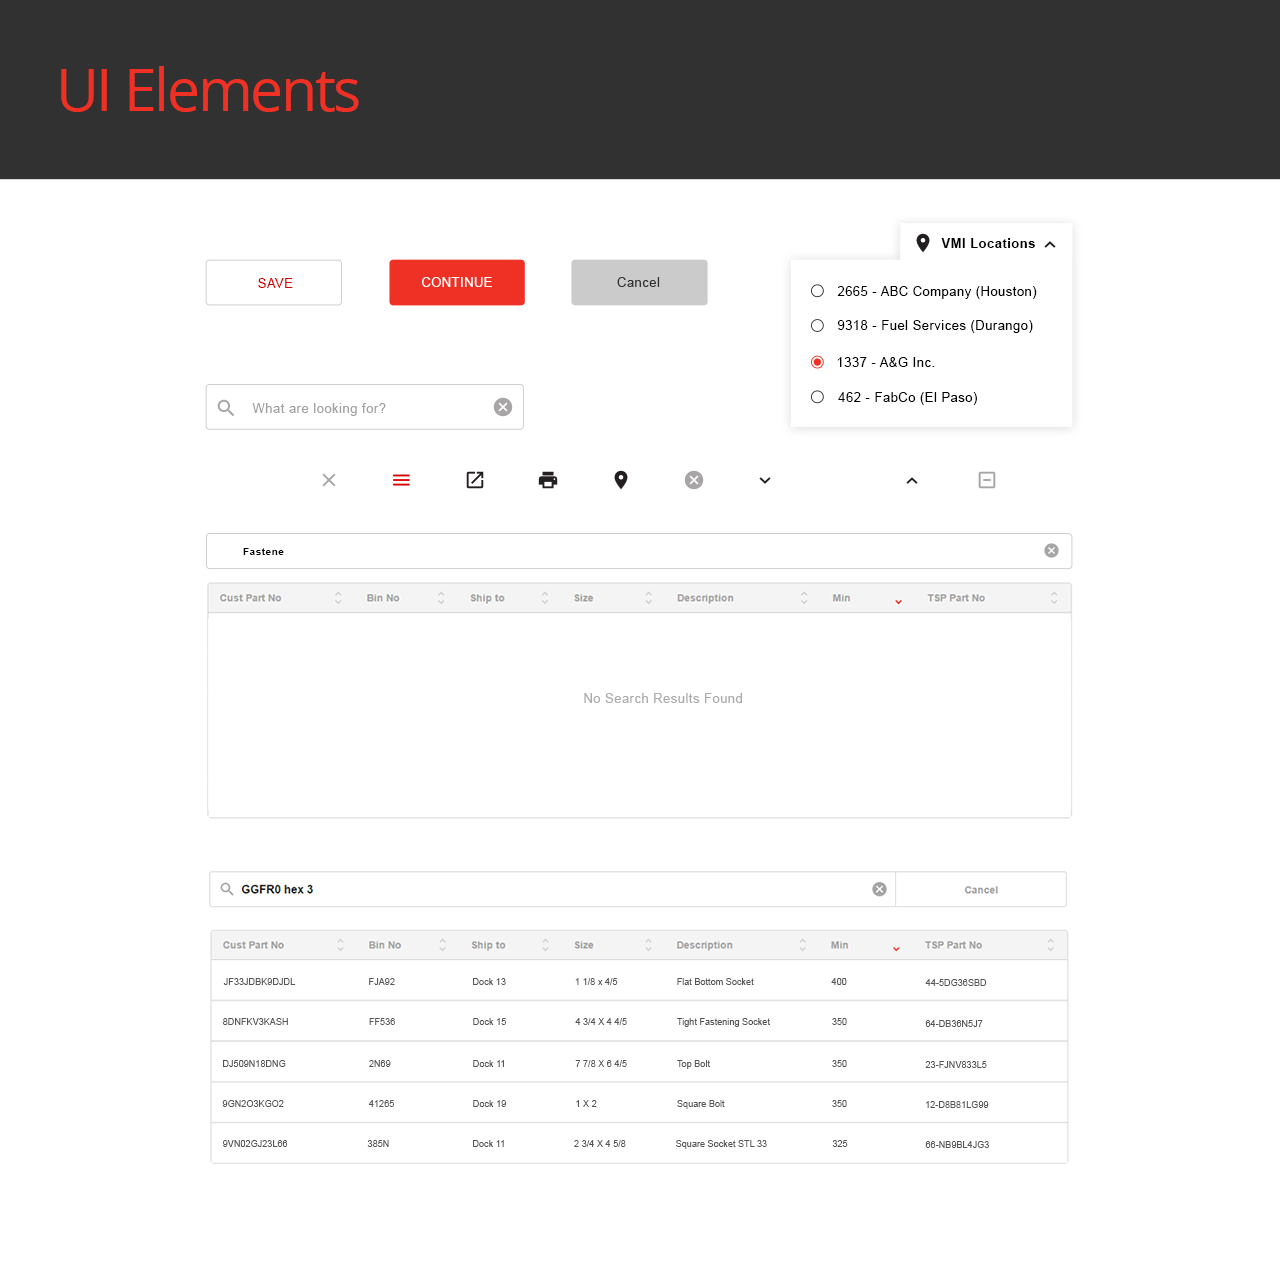 UI Elements
VMI Locations
SAVE
CONTINUE
Cancel
2665 - ABC Company (Houston)
9318 - Fuel Services (Durango)
1337 - A&G Inc.
462 - FabCo (El Paso)
What are looking for?
Fastene
Cust Part No Bin No Ship to Size Description Min TSP Part No
No Search Results Found
GGFR0 hex 3 Cancel
Cust Part No Bin No Ship to Size Description Min TSP Part No
JF33JDBK9DJDL FJA92 Dock 13 1 1/8 x 4/5 Flat Bottom Socket 400 44-5DG36SBD
8DNFKV3KASH FF536 Dock 15 4 3/4 X 4 4/5 Tight Fastening Socket 350 64-DB36N5J7
DJ509N18DNG 2N69 Dock 11 7 7/8 X 6 4/5 Top Bolt 350 23-FJNV833L5
9GN2O3KGO2 41265 Dock 19 1 X 2 Square Bolt 350 12-D8B81LG99
9VN02GJ23L66 385N Dock 11 2 3/4 X 4 5/8 Square Socket STL 33 325 66-NB9BL4JG3